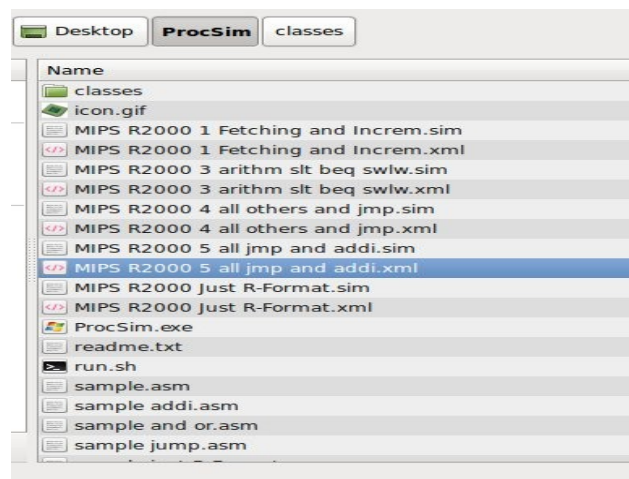 Desktop ProcSim classes
Name
classes
icon.gif
MIPS R2000 1 Fetching and Increm.sim
MIPS R2000 1 Fetching and Increm.xml
MIPS R2000 3 arithm slt beq swlw.sim
MIPS R2000 3 arithm slt beq swlw.xml
MIPS R2000 4 all others and jmp.sim
MIPS R2000 4 all others and jmp.xml
MIPS R2000 5 all jmp and addi.sim
MIPS R2000 5 all jmp and addi.xml
MIPS R2000 Just R-Format.sim
MIPS R2000 Just R-Format.xml
ProcSim.exe
readme.txt
run.sh
sample.asm
sample addi.asm
sample and or.asm
sample jump.asm